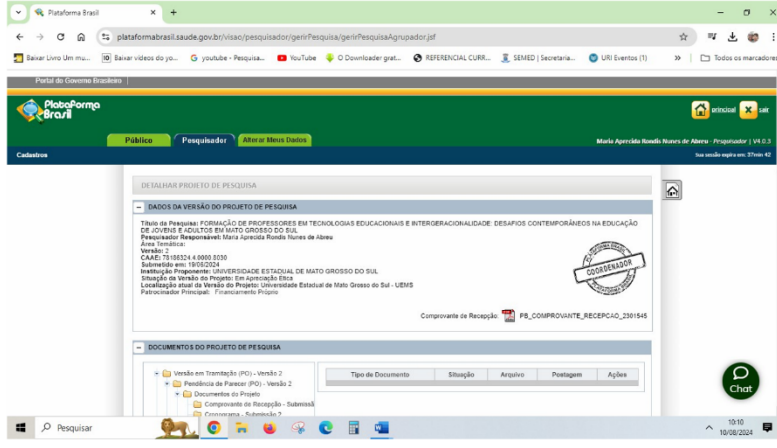 Plataforma Brasil
plataformabrasil.saude.gov.br/visao/pesquisador/gerirPesquisa/gerirPesquisaAgrupador.jsf
Baixar Livro Um mu...
Baixar vídeos do yo...
youtube - Pesquisa...
YouTube
O Downloader grat...
REFERENCIAL CURR...
SEMED | Secretaria...
URI Eventos (1)
Todos os marcadores
Portal do Governo Brasileiro
Plataforma Brasil
principal
sair
Público
Pesquisador
Alterar Meus Dados
Maria Aprecida Rondis Nunes de Abreu - Pesquisador | V4.0.3
Cadastros
Sua sessão expira em: 37min 42
DETALHAR PROJETO DE PESQUISA
DADOS DA VERSÃO DO PROJETO DE PESQUISA
Título da Pesquisa: FORMAÇÃO DE PROFESSORES EM TECNOLOGIAS EDUCACIONAIS E INTERGERACIONALIDADE: DESAFIOS CONTEMPORÂNEOS NA EDUCAÇÃO
DE JOVENS E ADULTOS EM MATO GROSSO DO SUL
Pesquisador Responsável: Maria Aprecida Rondis Nunes de Abreu
Área Temática:
Versão: 2
CAAE: 78186324.4.0000.8030
Submetido em: 19/06/2024
Instituição Proponente: UNIVERSIDADE ESTADUAL DE MATO GROSSO DO SUL
Situação da Versão do Projeto: Em Apreciação Ética
Localização atual da Versão do Projeto: Universidade Estadual de Mato Grosso do Sul - UEMS
Patrocinador Principal: Financiamento Próprio
COORDENADOR
Comprovante de Recepção: PB_COMPROVANTE_RECEPCAO_2301545
DOCUMENTOS DO PROJETO DE PESQUISA
Versão em Tramitação (PO) - Versão 2
Pendência de Parecer (PO) - Versão 2
Documentos do Projeto
Comprovante de Recepção - Submissã
Cronograma - Submissão 2
Tipo de Documento
Situação
Arquivo
Postagem
Ações
Chat
Pesquisar
10:10
10/08/2024